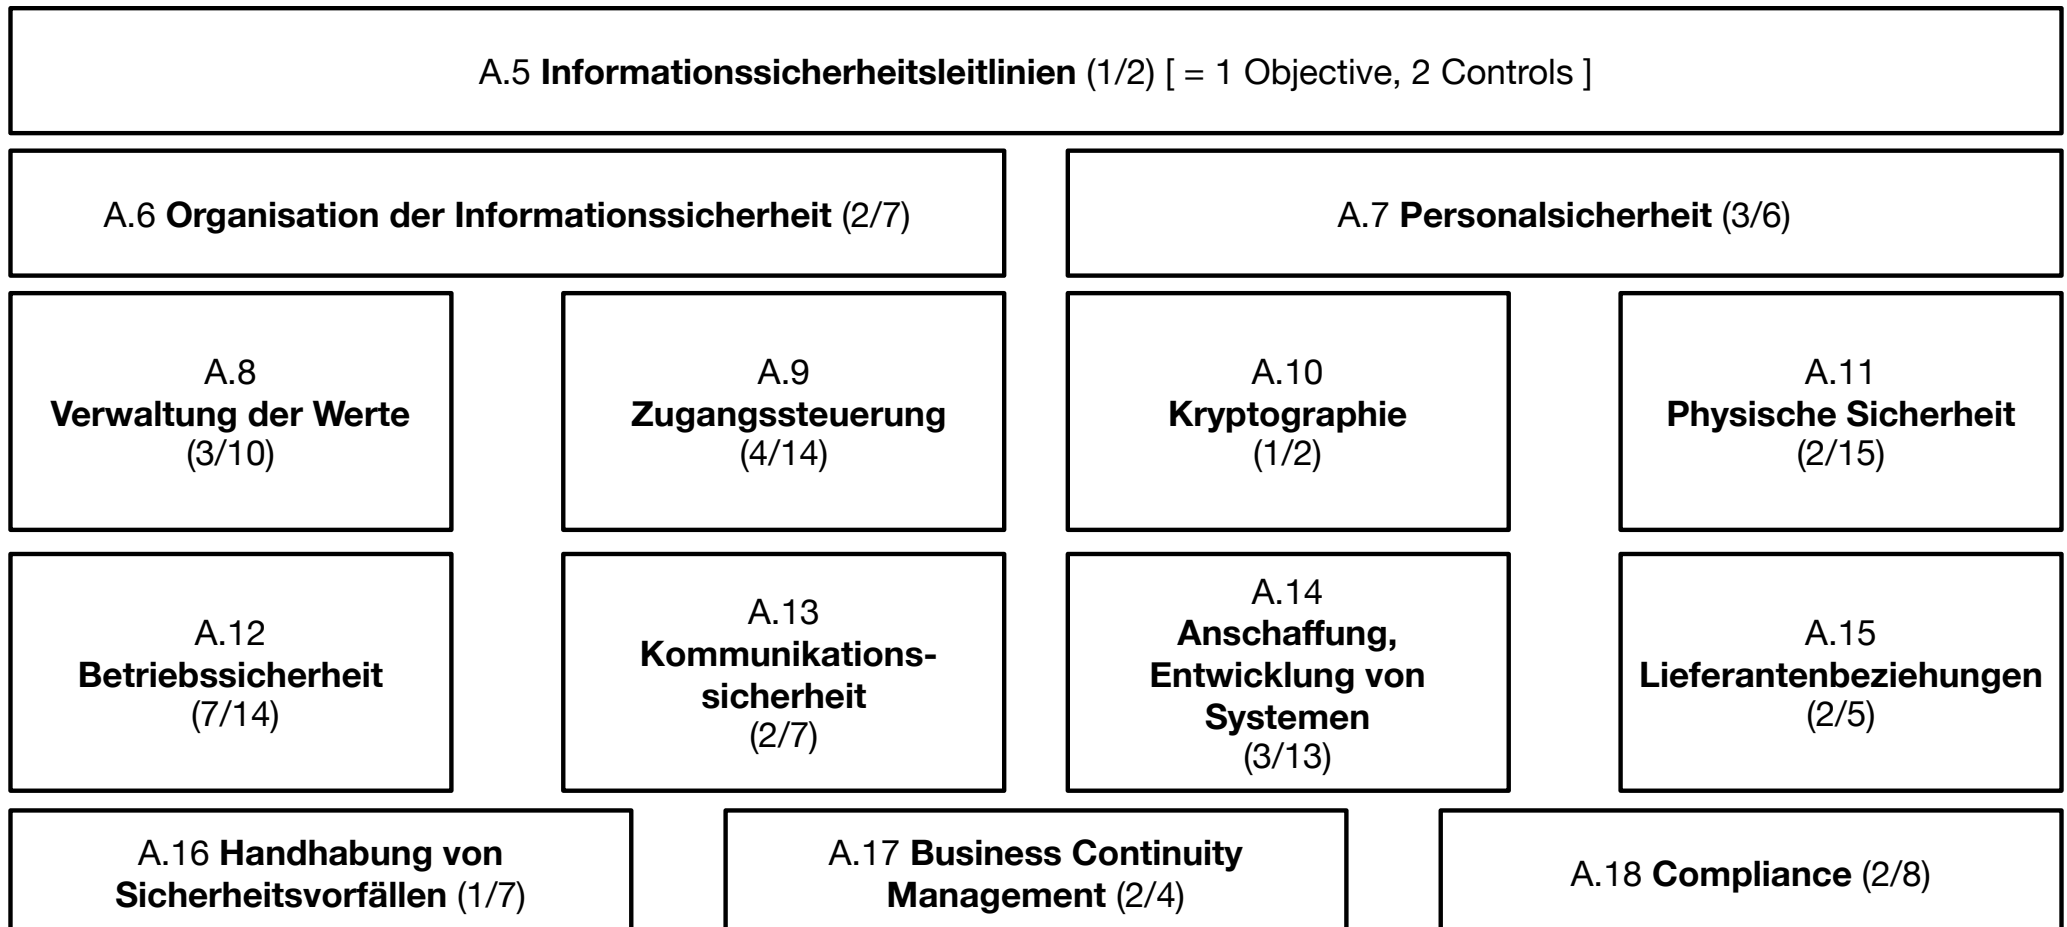 A.5 Informationssicherheitsleitlinien (1/2) [ = 1 Objective, 2 Controls ]
A.6 Organisation der Informationssicherheit (2/7)
A.7 Personalsicherheit (3/6)
A.8
Verwaltung der Werte
(3/10)
A.9
Zugangssteuerung
(4/14)
A.10
Kryptographie
(1/2)
A.11
Physische Sicherheit
(2/15)
A.12
Betriebssicherheit
(7/14)
A.13
Kommunikations-
sicherheit
(2/7)
A.14
Anschaffung,
Entwicklung von
Systemen
(3/13)
A.15
Lieferantenbeziehungen
(2/5)
A.16 Handhabung von
Sicherheitsvorfällen (1/7)
A.17 Business Continuity
Management (2/4)
A.18 Compliance (2/8)